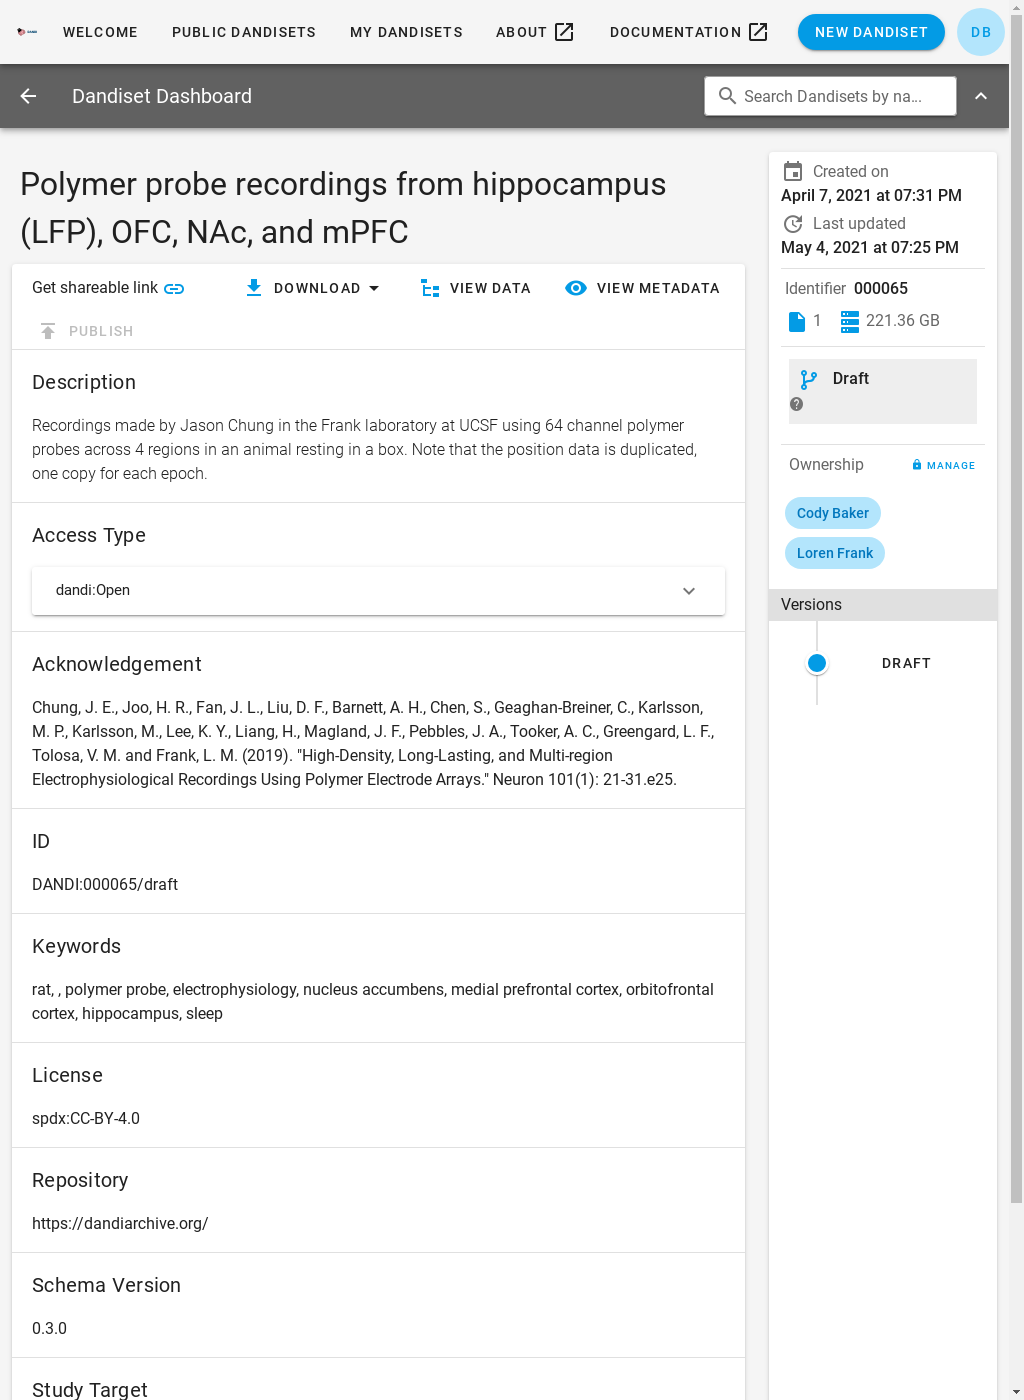 WELCOME PUBLIC DANDISETS MY DANDISETS ABOUT DOCUMENTATION NEW DANDISET DB
Dandiset Dashboard Search Dandisets by na...
Polymer probe recordings from hippocampus
(LFP), OFC, NAc, and mPFC
Get shareable link DOWNLOAD VIEW DATA VIEW METADATA
PUBLISH
Description
Recordings made by Jason Chung in the Frank laboratory at UCSF using 64 channel polymer
probes across 4 regions in an animal resting in a box. Note that the position data is duplicated,
one copy for each epoch.
Access Type
dandi:Open
Acknowledgement
Chung, J. E., Joo, H. R., Fan, J. L., Liu, D. F., Barnett, A. H., Chen, S., Geaghan-Breiner, C., Karlsson,
M. P., Karlsson, M., Lee, K. Y., Liang, H., Magland, J. F., Pebbles, J. A., Tooker, A. C., Greengard, L. F.,
Tolosa, V. M. and Frank, L. M. (2019). "High-Density, Long-Lasting, and Multi-region
Electrophysiological Recordings Using Polymer Electrode Arrays." Neuron 101(1): 21-31.e25.
ID
DANDI:000065/draft
Keywords
rat, , polymer probe, electrophysiology, nucleus accumbens, medial prefrontal cortex, orbitofrontal
cortex, hippocampus, sleep
License
spdx:CC-BY-4.0
Repository
https://dandiarchive.org/
Schema Version
0.3.0
Study Target
Created on
April 7, 2021 at 07:31 PM
Last updated
May 4, 2021 at 07:25 PM
Identifier 000065
1 221.36 GB
Draft
Ownership MANAGE
Cody Baker
Loren Frank
Versions
DRAFT